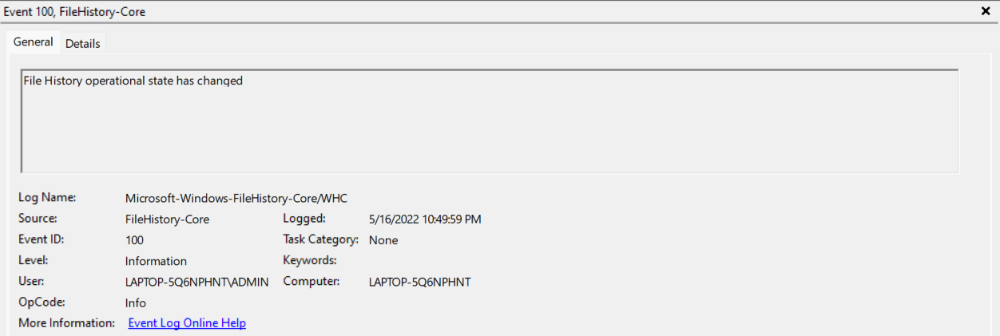 Event 100, FileHistory-Core
General Details
File History operational state has changed
Log Name: Microsoft-Windows-FileHistory-Core/WHC
Source: FileHistory-Core Logged: 5/16/2022 10:49:59 PM
Event ID: 100 Task Category: None
Level: Information Keywords:
User: LAPTOP-5Q6NPHNT\ADMIN Computer: LAPTOP-5Q6NPHNT
OpCode: Info
More Information: Event Log Online Help